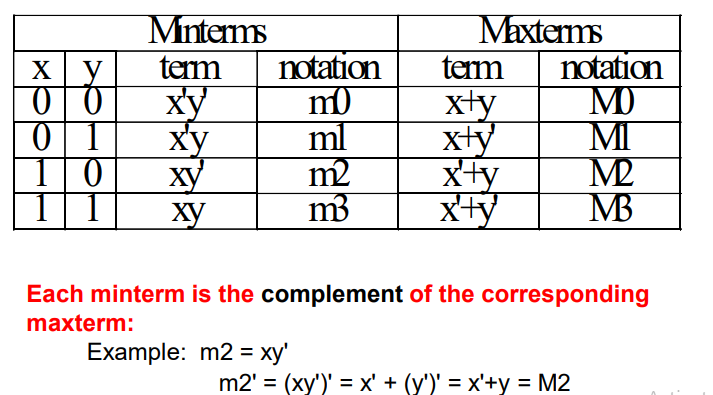 Minterms Maxterms
x y term notation term notation
0 0 x'y' m0 x+y M0
0 1 x'y m1 x+y' M1
1 0 xy' m2 x'+y M2
1 1 xy m3 x'+y' M3
Each minterm is the complement of the corresponding
maxterm:
Example: m2 = xy'
m2' = (xy')' = x' + (y')' = x'+y = M2